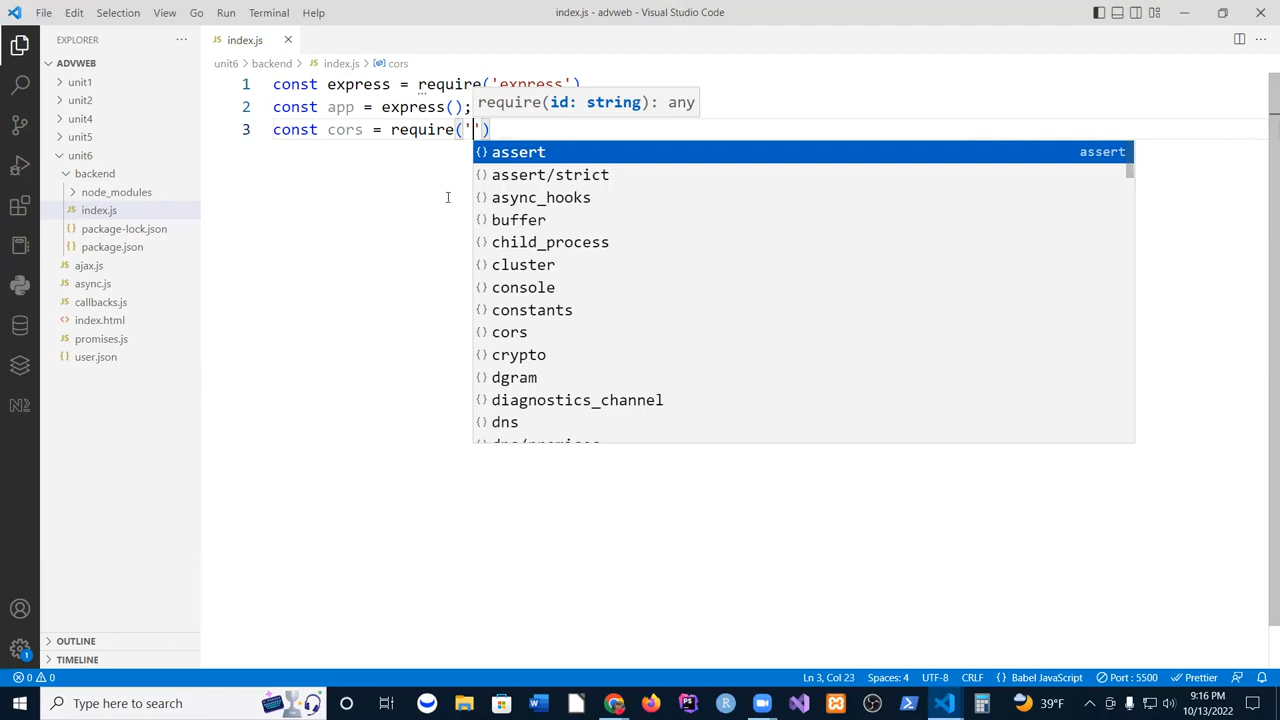 File Edit Selection View Go Run Terminal Help
index.js - advweb - Visual Studio Code
EXPLORER
ADVWEB
unit1
unit2
unit4
unit5
unit6
backend
node_modules
JS index.js
package-lock.json
package.json
JS ajax.js
JS async.js
JS callbacks.js
index.html
JS promises.js
user.json
OUTLINE
TIMELINE
JS index.js
unit6 > backend > JS index.js > cors
1 const express = require('express')
2 const app = express();
3 const cors = require('')
require(id: string): any
assert assert
assert/strict
async_hooks
buffer
child_process
cluster
console
constants
cors
crypto
dgram
diagnostics_channel
dns
dns/promises
0 0
Ln 3, Col 23 Spaces: 4 UTF-8 CRLF {} Babel JavaScript Port : 5500 Prettier
Type here to search
39°F
9:16 PM
10/13/2022